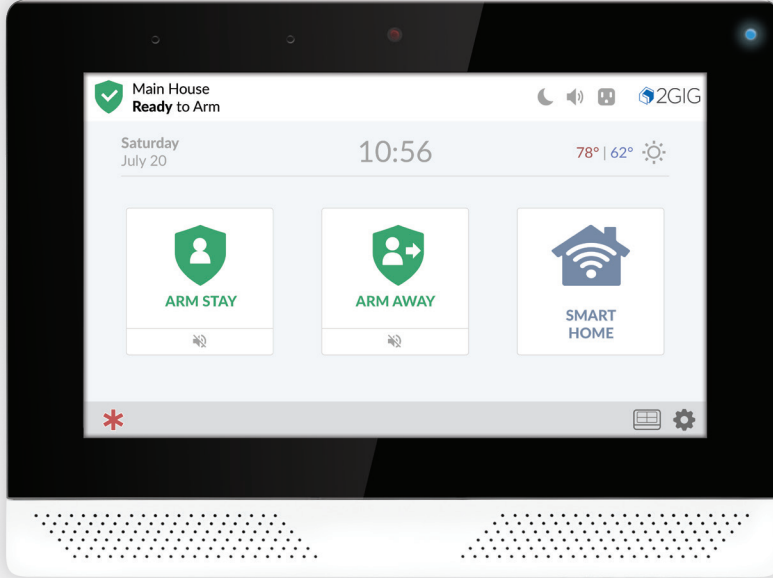 Main House
Ready to Arm
2GIG
Saturday
July 20
10:56
78° | 62°
ARM STAY
ARM AWAY
SMART
HOME